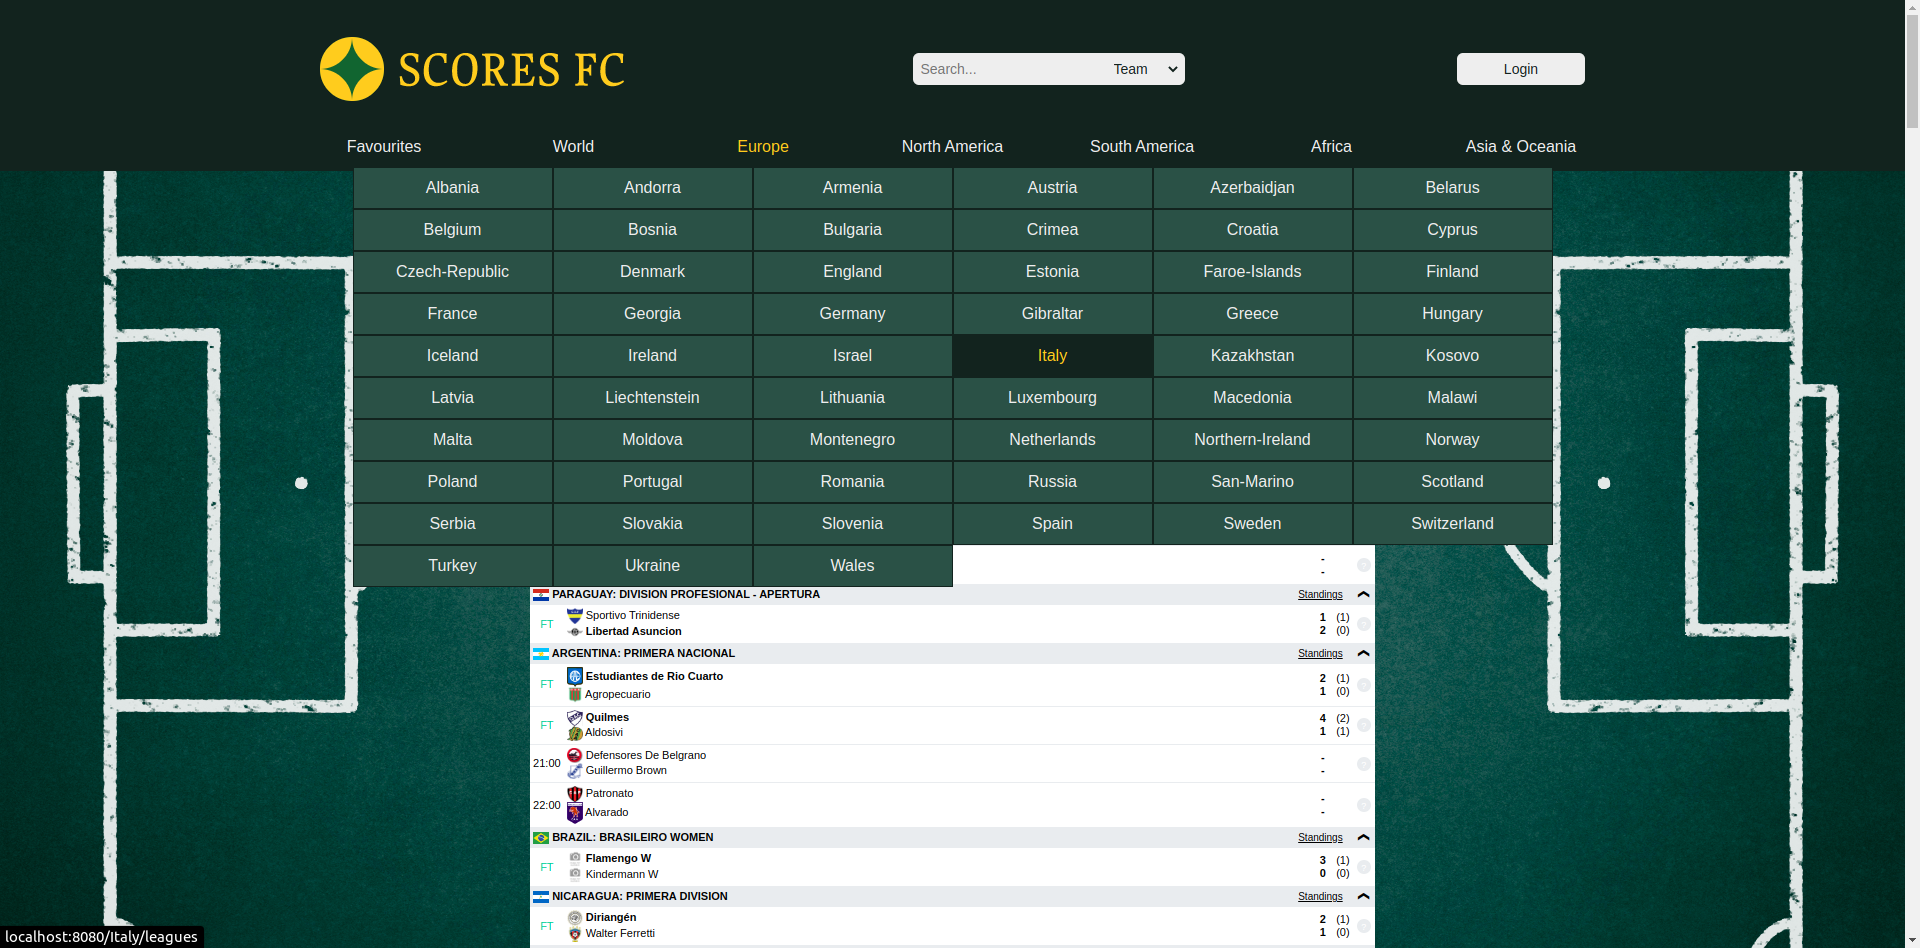 SCORES FC
Search... Team
Login
Favourites World Europe North America South America Africa Asia & Oceania
Albania Andorra Armenia Austria Azerbaidjan Belarus
Belgium Bosnia Bulgaria Crimea Croatia Cyprus
Czech-Republic Denmark England Estonia Faroe-Islands Finland
France Georgia Germany Gibraltar Greece Hungary
Iceland Ireland Israel Italy Kazakhstan Kosovo
Latvia Liechtenstein Lithuania Luxembourg Macedonia Malawi
Malta Moldova Montenegro Netherlands Northern-Ireland Norway
Poland Portugal Romania Russia San-Marino Scotland
Serbia Slovakia Slovenia Spain Sweden Switzerland
Turkey Ukraine Wales
-
-
PARAGUAY: DIVISION PROFESIONAL - APERTURA Standings
FT
Sportivo Trinidense 1 (1)
Libertad Asuncion 2 (0)
ARGENTINA: PRIMERA NACIONAL Standings
FT
Estudiantes de Rio Cuarto 2 (1)
Agropecuario 1 (0)
FT
Quilmes 4 (2)
Aldosivi 1 (1)
21:00
Defensores De Belgrano -
Guillermo Brown -
22:00
Patronato -
Alvarado -
BRAZIL: BRASILEIRO WOMEN Standings
FT
Flamengo W 3 (1)
Kindermann W 0 (0)
NICARAGUA: PRIMERA DIVISION Standings
FT
Diriangén 2 (1)
Walter Ferretti 1 (0)
localhost:8080/Italy/leagues